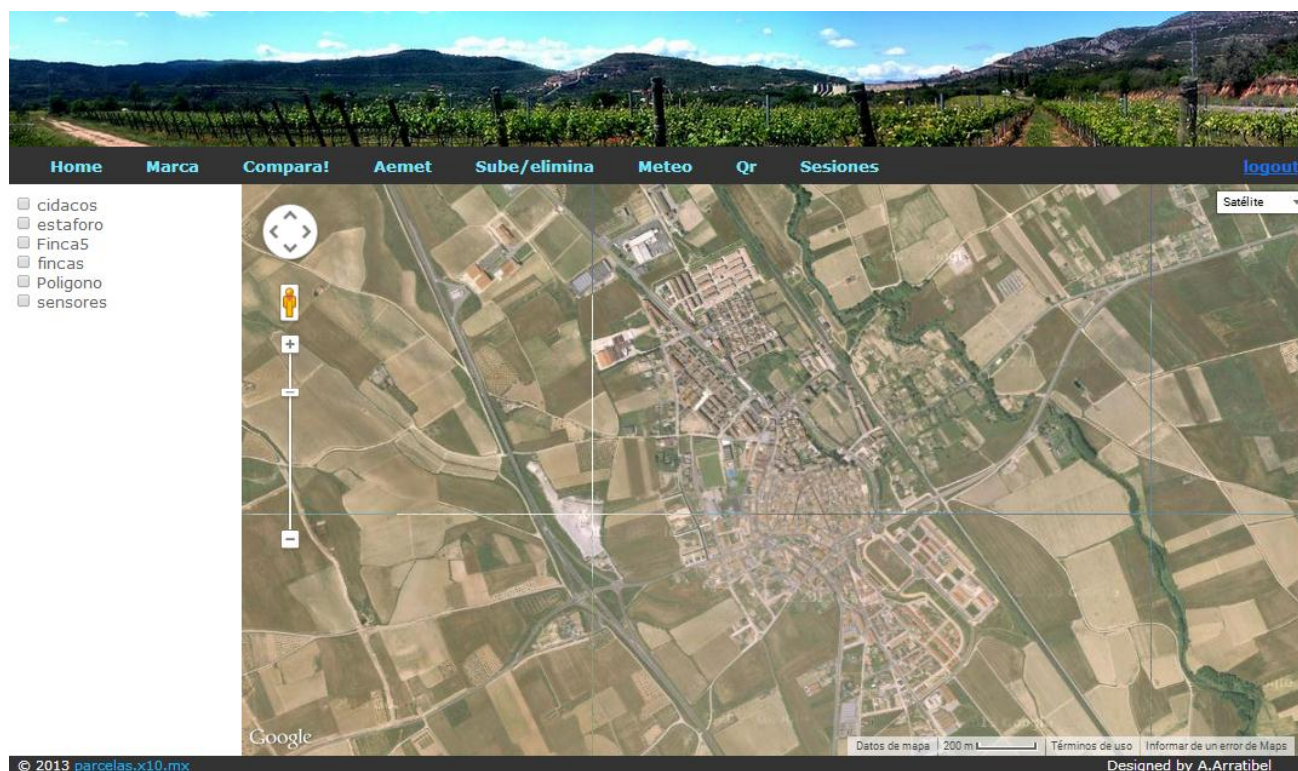 Home Marca Compara! Aemet Sube/elimina Meteo Qr Sesiones logout
cidacos
estaforo
Finca5
fincas
Poligono
sensores
Satélite
Google
Datos de mapa 200 m Términos de uso Informar de un error de Maps
© 2013 parcelas.x10.mx Designed by A.Arratibel